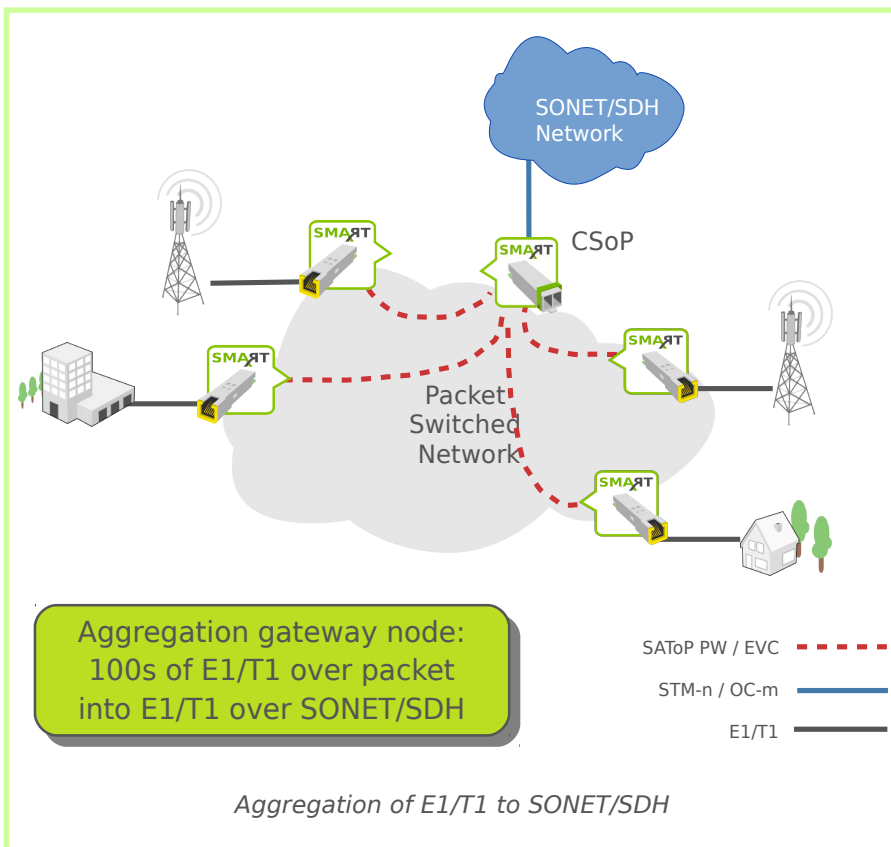 SONET/SDH
Network
SMART
SMART
CSoP
SMART
SMART
Packet
Switched
Network
SMART
Aggregation gateway node:
100s of E1/T1 over packet
into E1/T1 over SONET/SDH
SAToP PW / EVC
STM-n / OC-m
E1/T1
Aggregation of E1/T1 to SONET/SDH